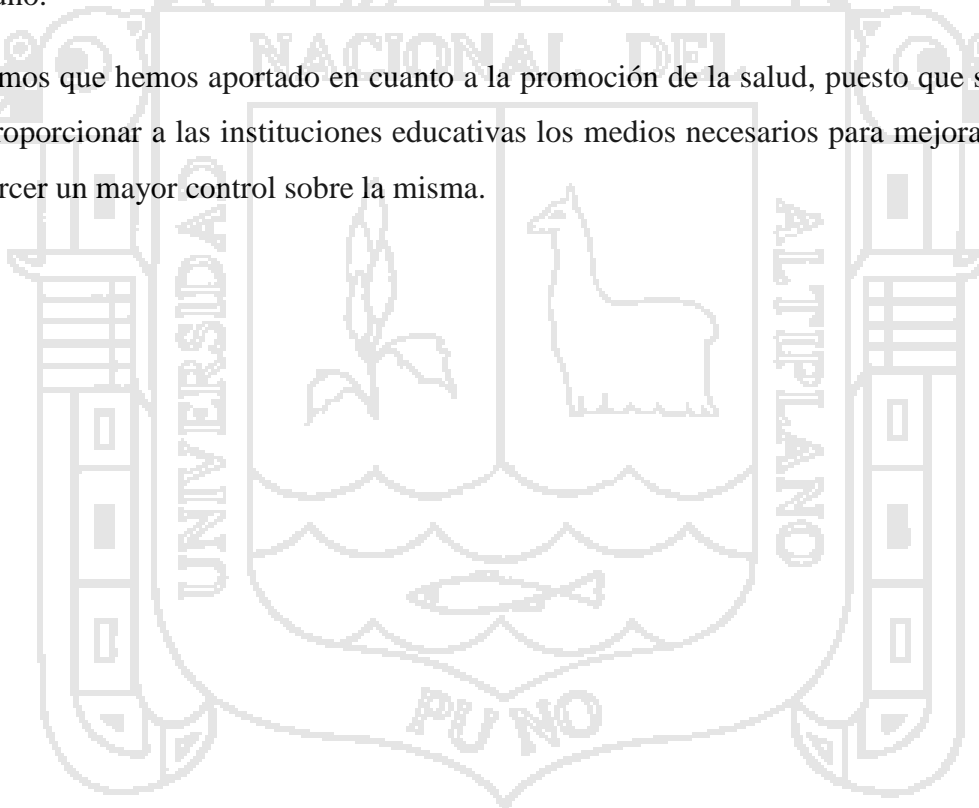 NACIONAL DEL
mos que hemos aportado en cuanto a la promoción de la salud, puesto que s
roporcionar a las instituciones educativas los medios necesarios para mejora
rcer un mayor control sobre la misma.
UNIVERSIDAD
ALTIPLANO
PUNO